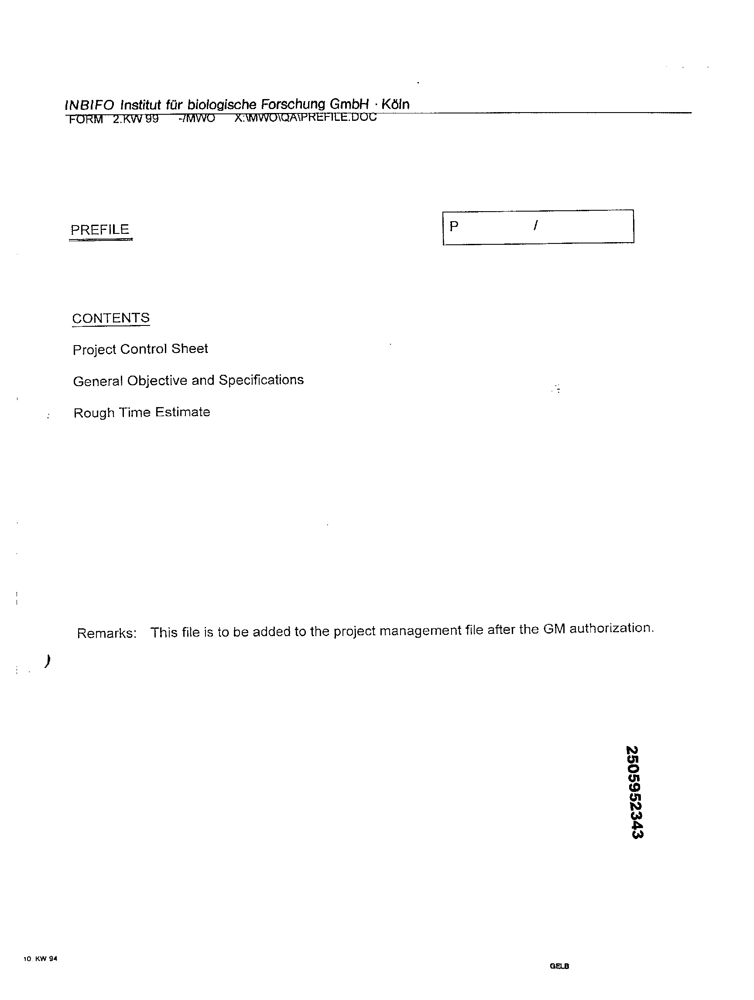 INBIFO Institut für biologische Forschung GmbH · Köln
FORM 2.KW 99 -/MWO X:\MWO\QA\PREFILE.DOC
PREFILE
P /
CONTENTS
Project Control Sheet
General Objective and Specifications
Rough Time Estimate
Remarks: This file is to be added to the project management file after the GM authorization.
2505952343
10 KW 94
GELB